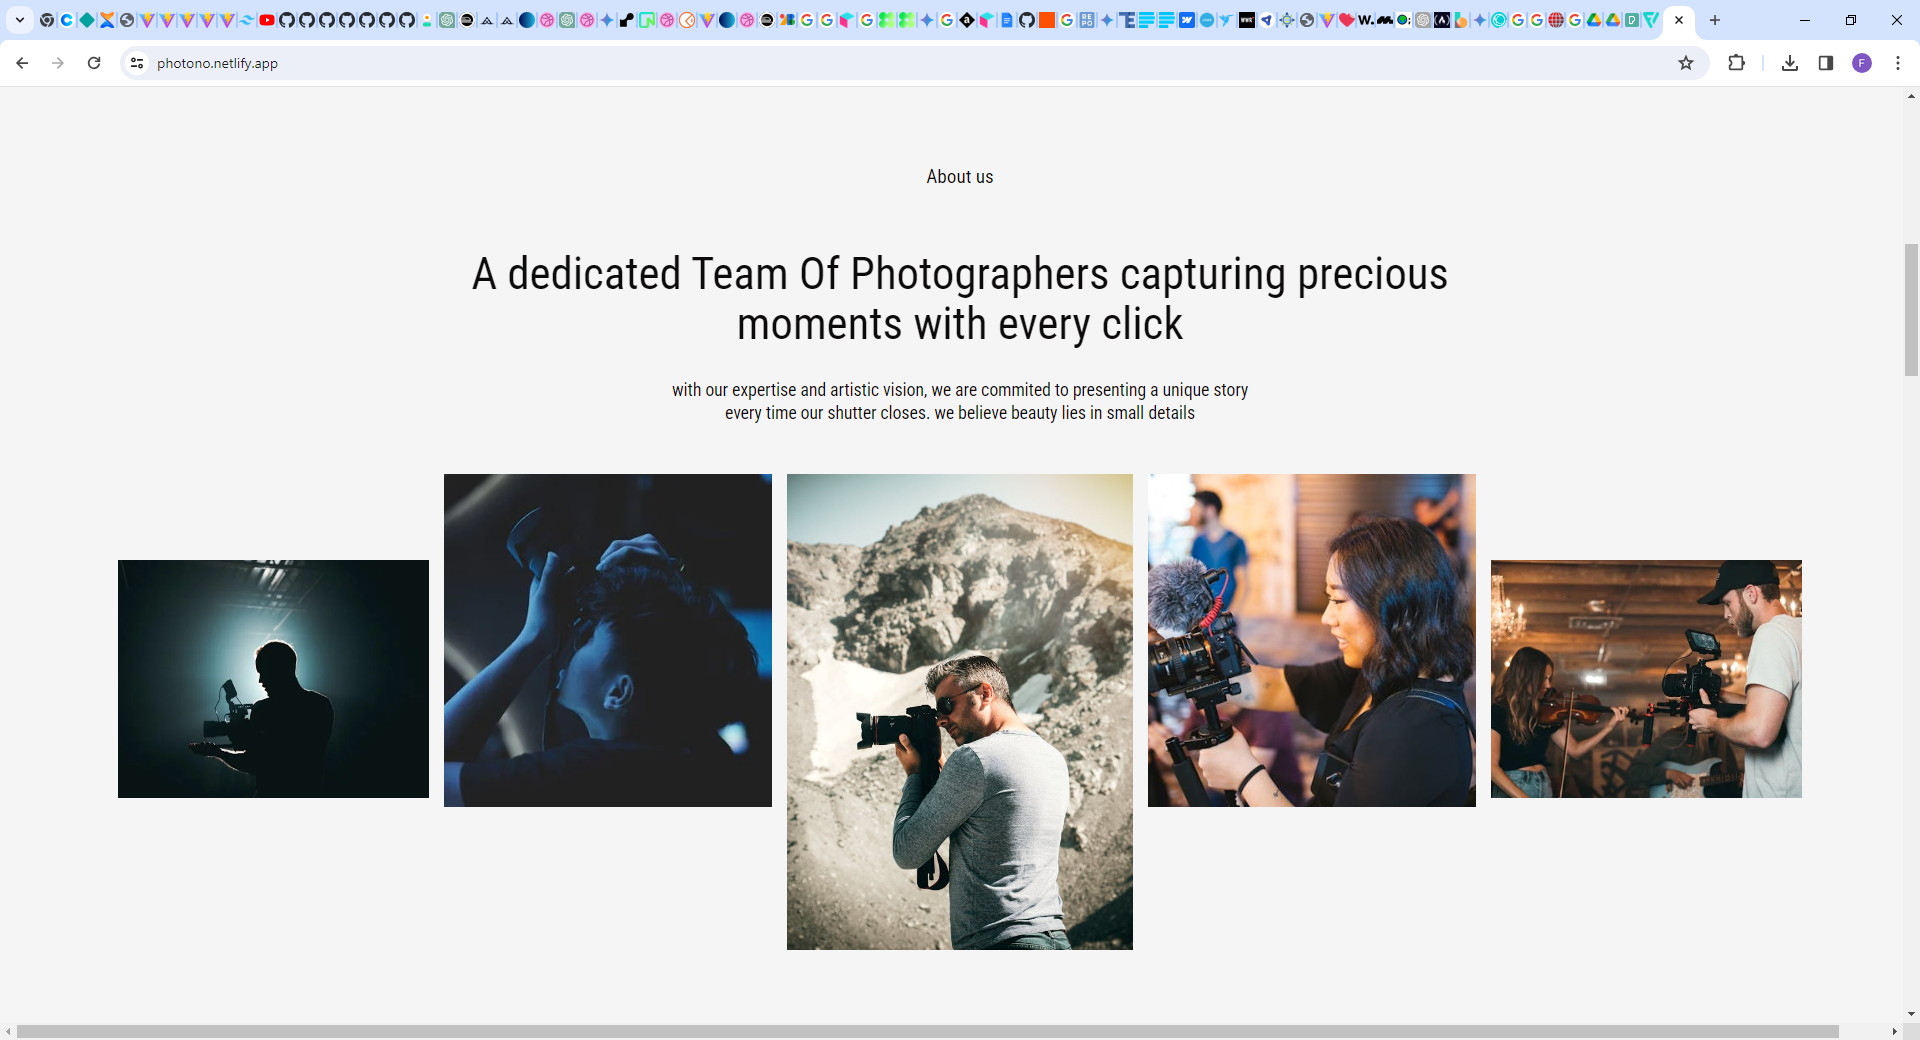 photono.netlify.app
F
About us
A dedicated Team Of Photographers capturing precious
moments with every click
with our expertise and artistic vision, we are commited to presenting a unique story
every time our shutter closes. we believe beauty lies in small details